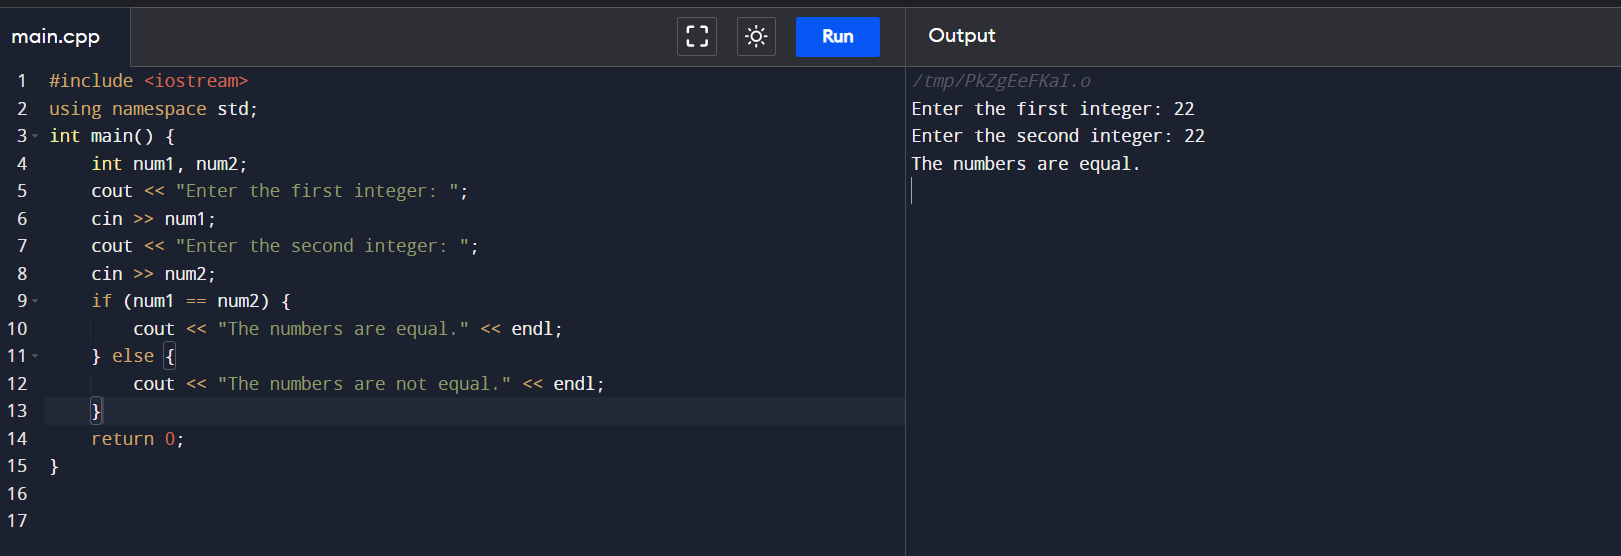 main.cpp
Run
Output
1 #include <iostream>
2 using namespace std;
3 int main() {
4     int num1, num2;
5     cout << "Enter the first integer: ";
6     cin >> num1;
7     cout << "Enter the second integer: ";
8     cin >> num2;
9     if (num1 == num2) {
10         cout << "The numbers are equal." << endl;
11     } else {
12         cout << "The numbers are not equal." << endl;
13     }
14     return 0;
15 }
16
17
/tmp/PkZgEeFKaI.o
Enter the first integer: 22
Enter the second integer: 22
The numbers are equal.